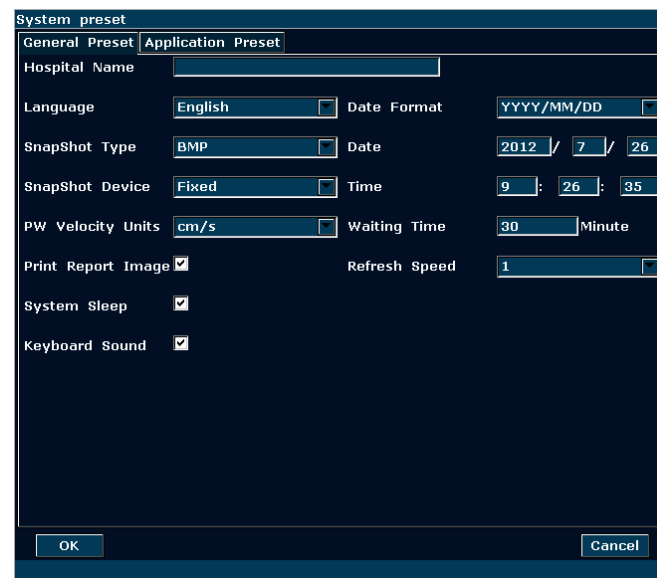 System preset
General Preset Application Preset
Hospital Name
Language English Date Format YYYY/MM/DD
SnapShot Type BMP Date 2012 / 7 / 26
SnapShot Device Fixed Time 9 : 26 : 35
PW Velocity Units cm/s Waiting Time 30 Minute
Print Report Image Refresh Speed 1
System Sleep
Keyboard Sound
OK Cancel